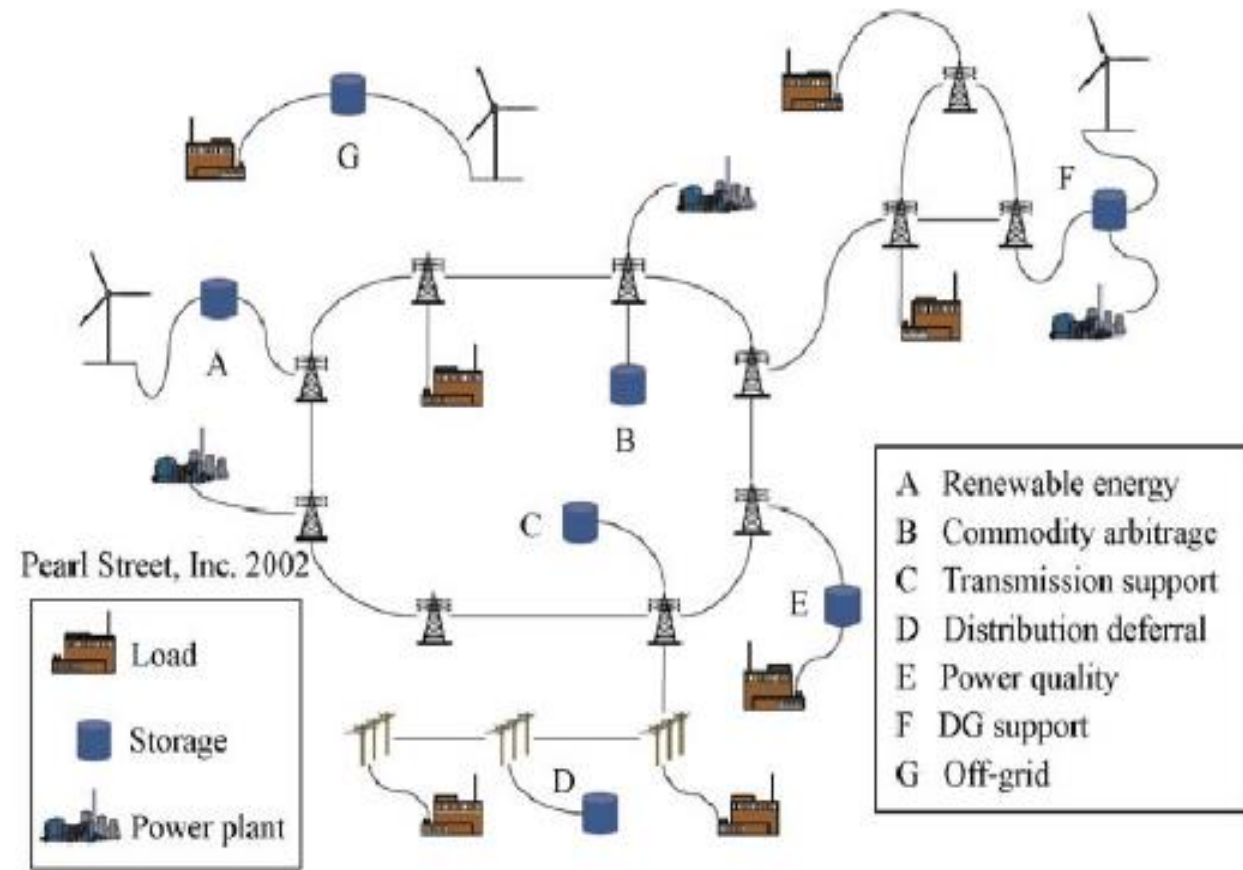 G
F
A
B
C
Pearl Street, Inc. 2002
E
D
Load
Storage
Power plant
A Renewable energy
B Commodity arbitrage
C Transmission support
D Distribution deferral
E Power quality
F DG support
G Off-grid